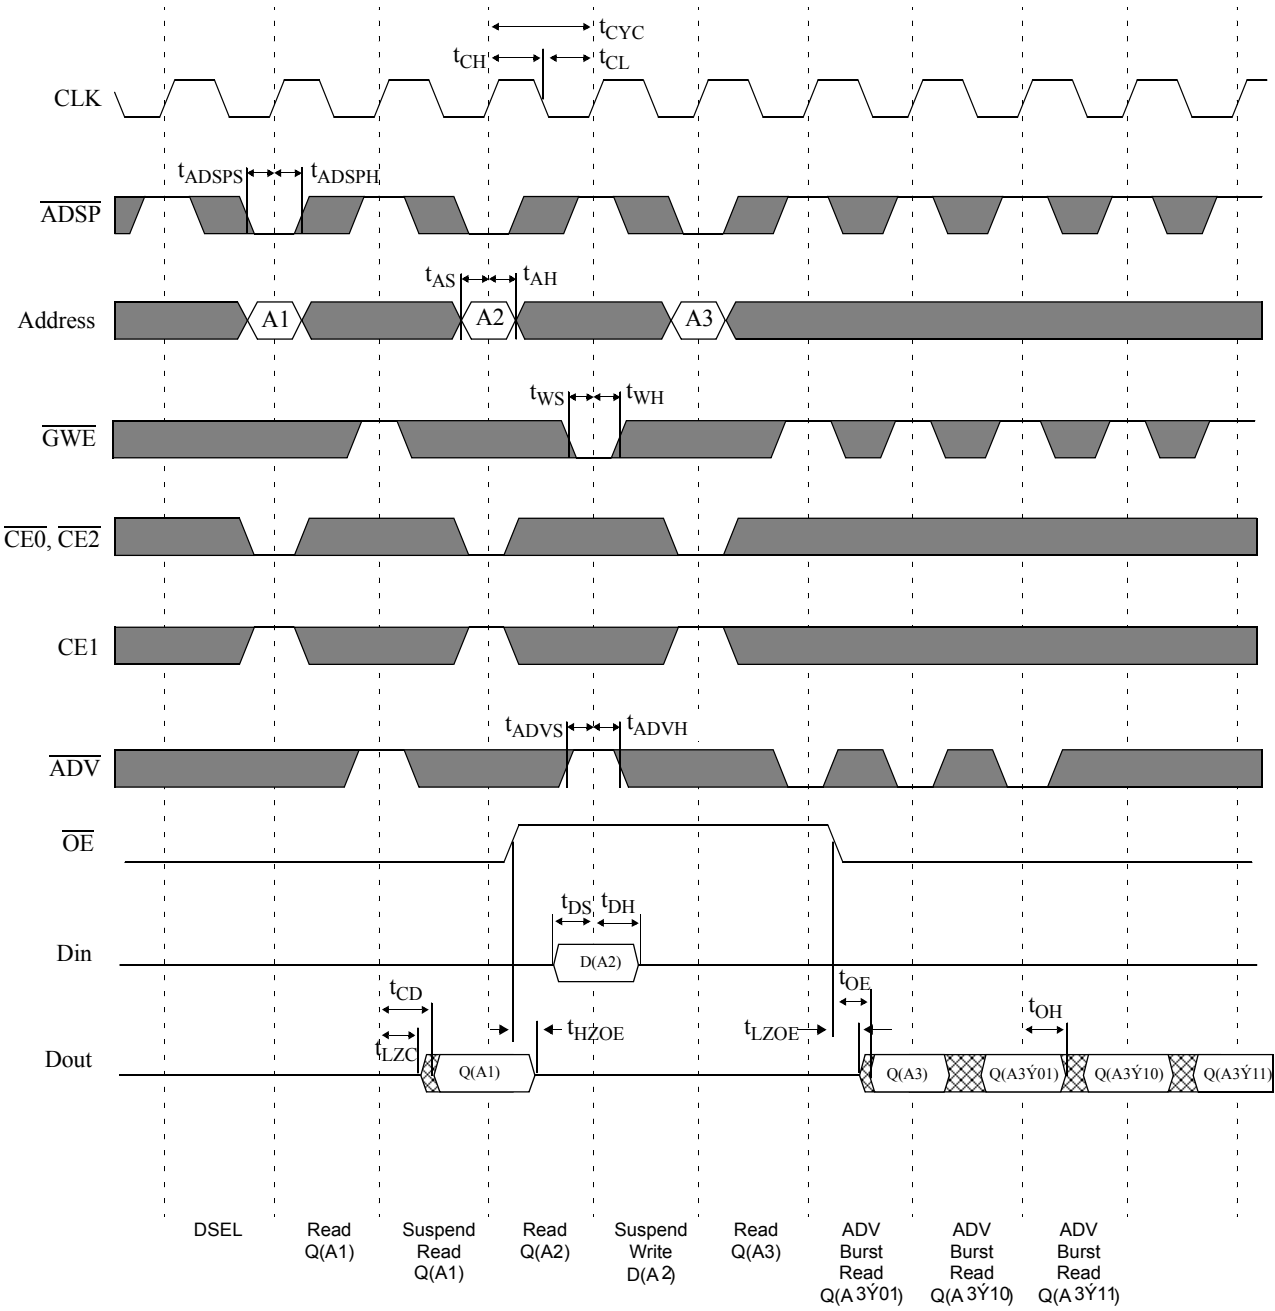 tCYC
tCH tCL
CLK
tADSPS tADSPH
ADSP
tAS tAH
Address A1 A2 A3
tWS tWH
GWE
CE0, CE2
CE1
tADVS tADVH
ADV
OE
tDS tDH
Din D(A2)
tCD tOE tOH
tLZC tHZOE tLZOE
Dout Q(A1) Q(A3) Q(A3Ý01) Q(A3Ý10) Q(A3Ý11)
DSEL
Read
Q(A1)
Suspend
Read
Q(A1)
Read
Q(A2)
Suspend
Write
D(A2)
Read
Q(A3)
ADV
Burst
Read
Q(A3Ý01)
ADV
Burst
Read
Q(A3Ý10)
ADV
Burst
Read
Q(A3Ý11)